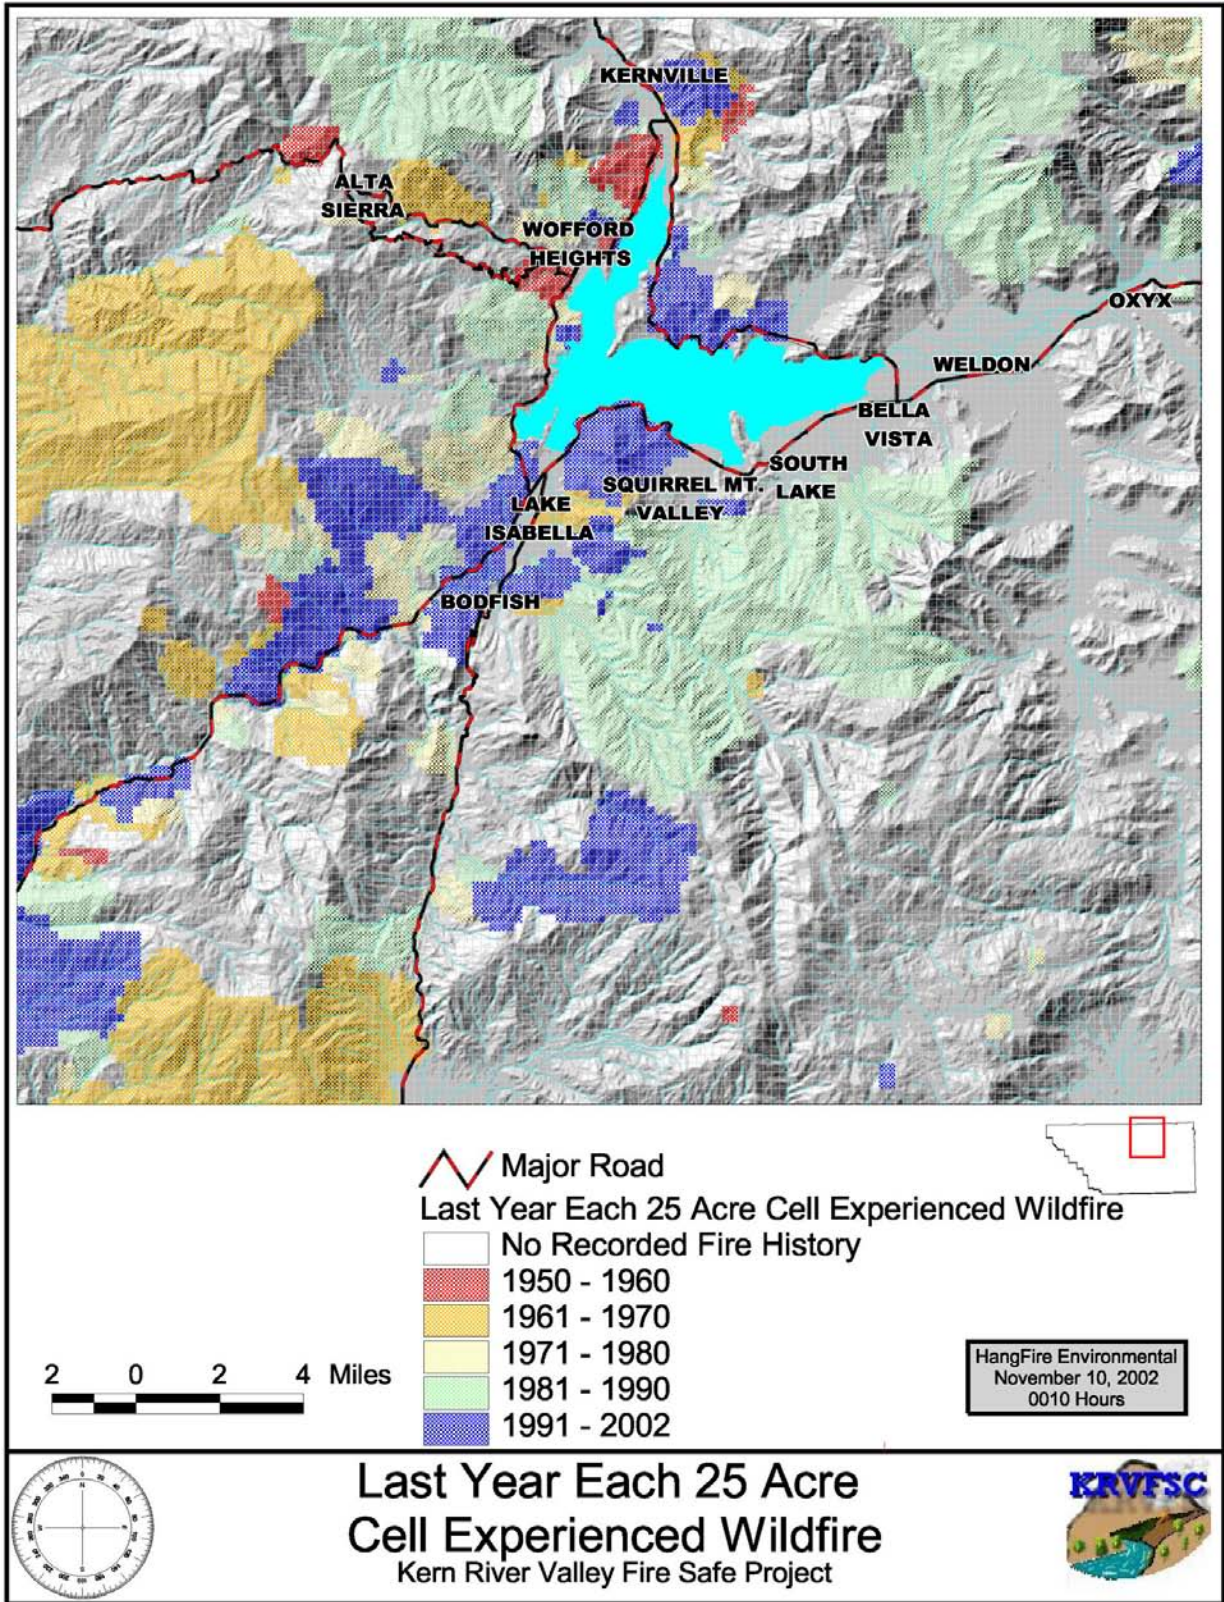 KERNVILLE
ALTA
SIERRA
WOFFORD
HEIGHTS
OXYX
WELDON
BELLA
VISTA
SOUTH
LAKE
SQUIRREL MT.
VALLEY
LAKE
ISABELLA
BODFISH
Major Road
Last Year Each 25 Acre Cell Experienced Wildfire
No Recorded Fire History
1950 - 1960
1961 - 1970
1971 - 1980
1981 - 1990
1991 - 2002
2 0 2 4 Miles
HangFire Environmental
November 10, 2002
0010 Hours
Last Year Each 25 Acre
Cell Experienced Wildfire
Kern River Valley Fire Safe Project
KRVFSC